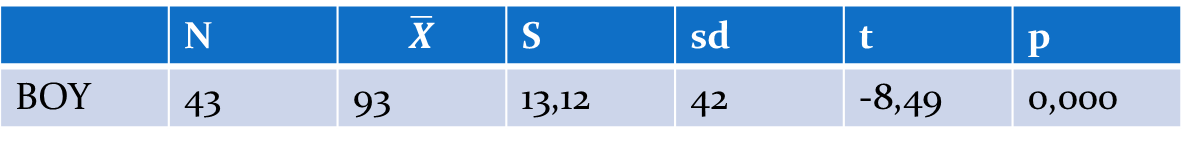 N X̅ S sd t p
BOY 43 93 13,12 42 -8,49 0,000